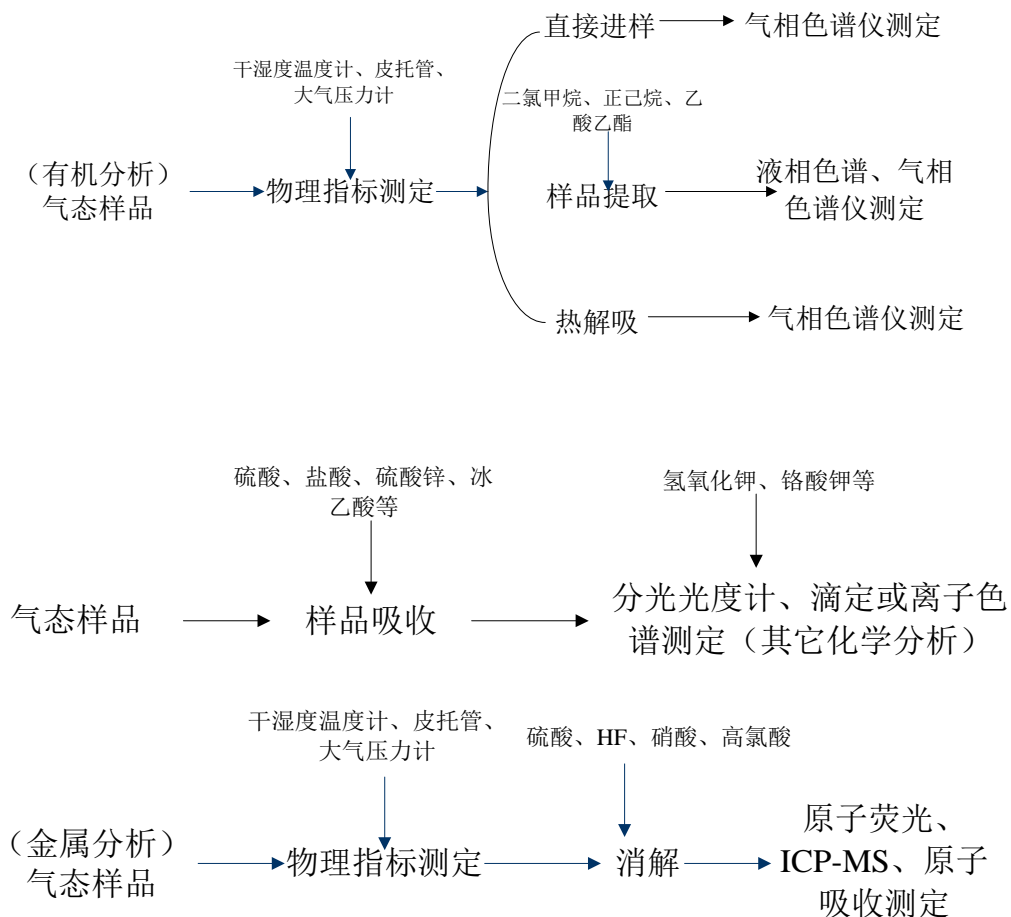 直接进样
气相色谱仪测定
干湿度温度计、皮托管、
大气压力计
二氯甲烷、正己烷、乙
酸乙酯
（有机分析）
气态样品
物理指标测定
样品提取
液相色谱、气相
色谱仪测定
热解吸
气相色谱仪测定
硫酸、盐酸、硫酸锌、冰
乙酸等
氢氧化钾、铬酸钾等
气态样品
样品吸收
分光光度计、滴定或离子色
谱测定（其它化学分析）
干湿度温度计、皮托管、
大气压力计
硫酸、HF、硝酸、高氯酸
（金属分析）
气态样品
物理指标测定
消解
原子荧光、
ICP-MS、原子
吸收测定